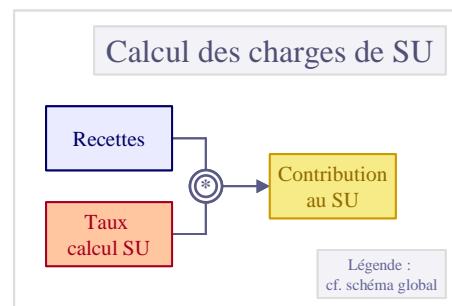 Calcul des charges de SU
Recettes
*
Contribution
au SU
Taux
calcul SU
Légende :
cf. schéma global